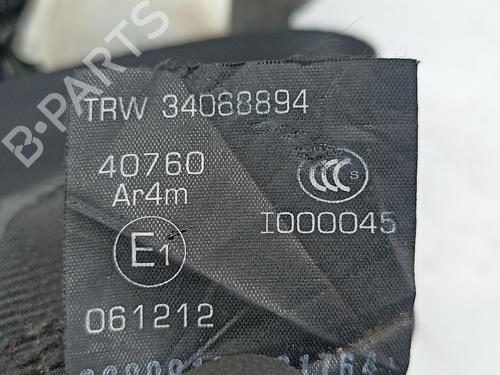 TRW 34068894
40760
Ar4m
CCC S
E1
I000045
061212
B-PARTS